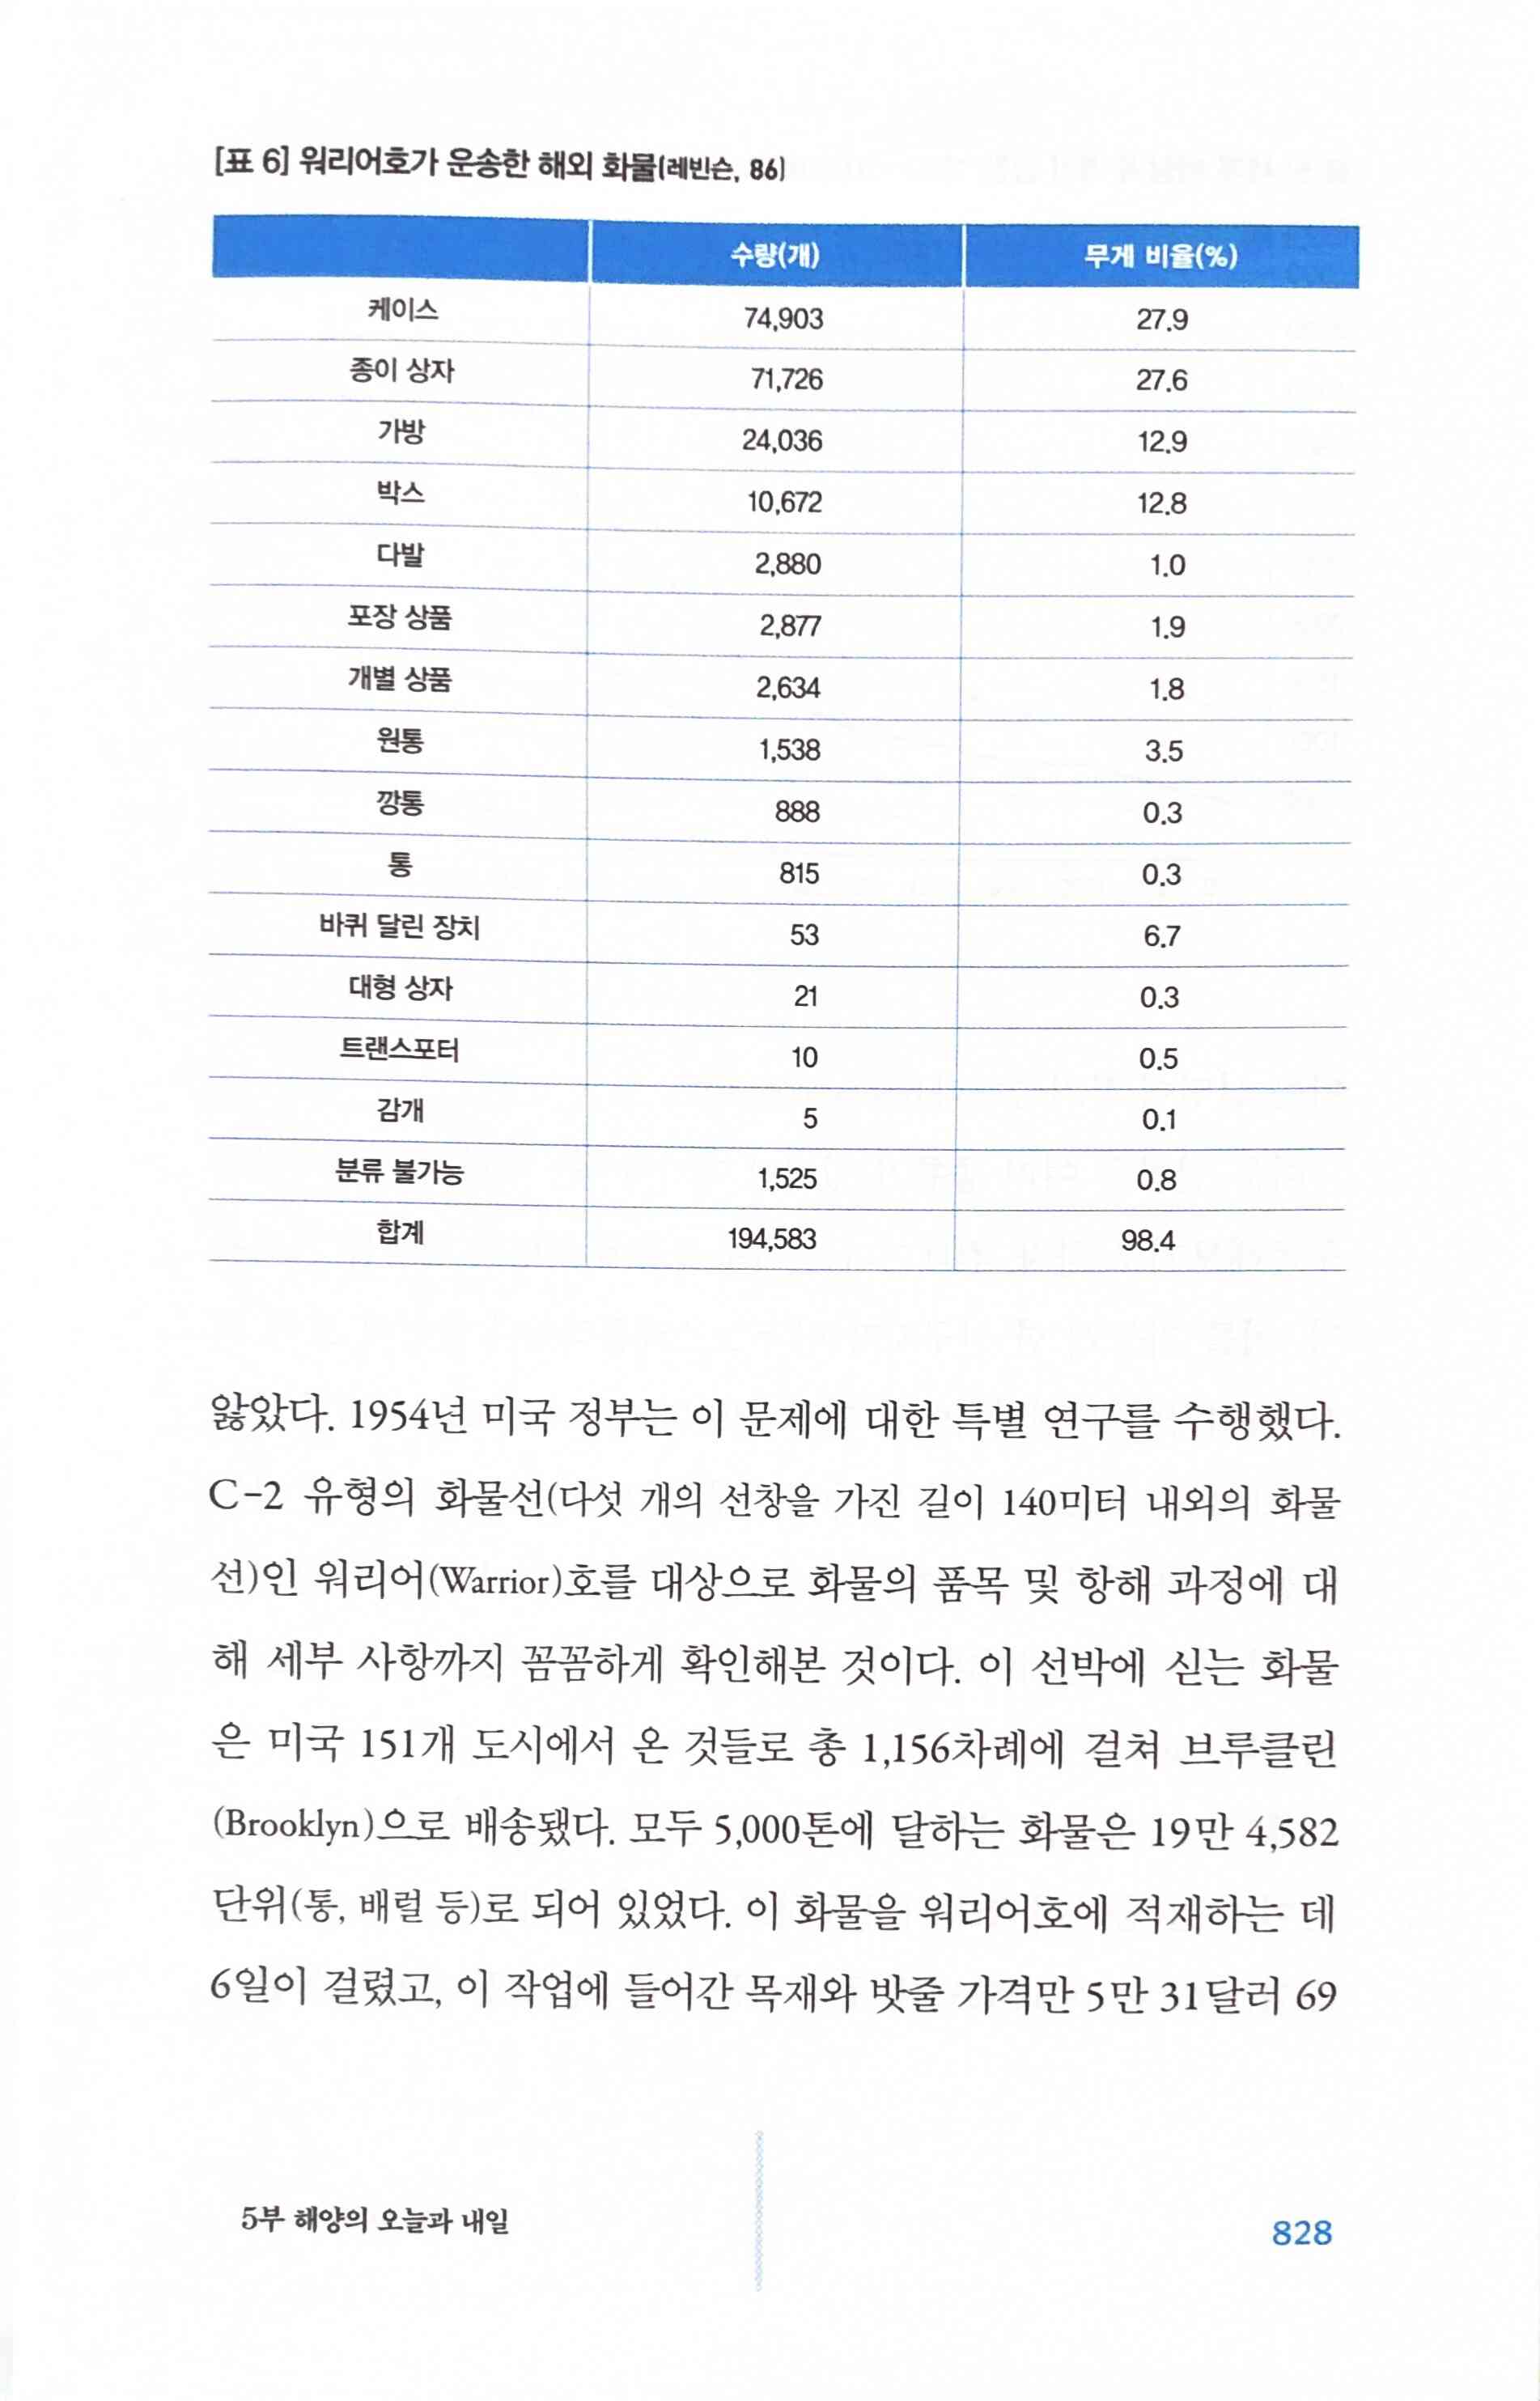 [표 6] 워리어호가 운송한 해외 화물(레빈슨, 86)
수량(개) 무게 비율(%)
케이스 74,903 27.9
종이 상자 71,726 27.6
가방 24,036 12.9
박스 10,672 12.8
다발 2,880 1.0
포장 상품 2,877 1.9
개별 상품 2,634 1.8
원통 1,538 3.5
깡통 888 0.3
통 815 0.3
바퀴 달린 장치 53 6.7
대형 상자 21 0.3
트랜스포터 10 0.5
감개 5 0.1
분류 불가능 1,525 0.8
합계 194,583 98.4
앓았다. 1954년 미국 정부는 이 문제에 대한 특별 연구를 수행했다.
C-2 유형의 화물선(다섯 개의 선창을 가진 길이 140미터 내외의 화물
선)인 워리어(Warrior)호를 대상으로 화물의 품목 및 항해 과정에 대
해 세부 사항까지 꼼꼼하게 확인해본 것이다. 이 선박에 싣는 화물
은 미국 151개 도시에서 온 것들로 총 1,156차례에 걸쳐 브루클린
(Brooklyn)으로 배송됐다. 모두 5,000톤에 달하는 화물은 19만 4,582
단위(통, 배럴 등)로 되어 있었다. 이 화물을 워리어호에 적재하는 데
6일이 걸렸고, 이 작업에 들어간 목재와 밧줄 가격만 5만 31달러 69
5부 해양의 오늘과 내일
828